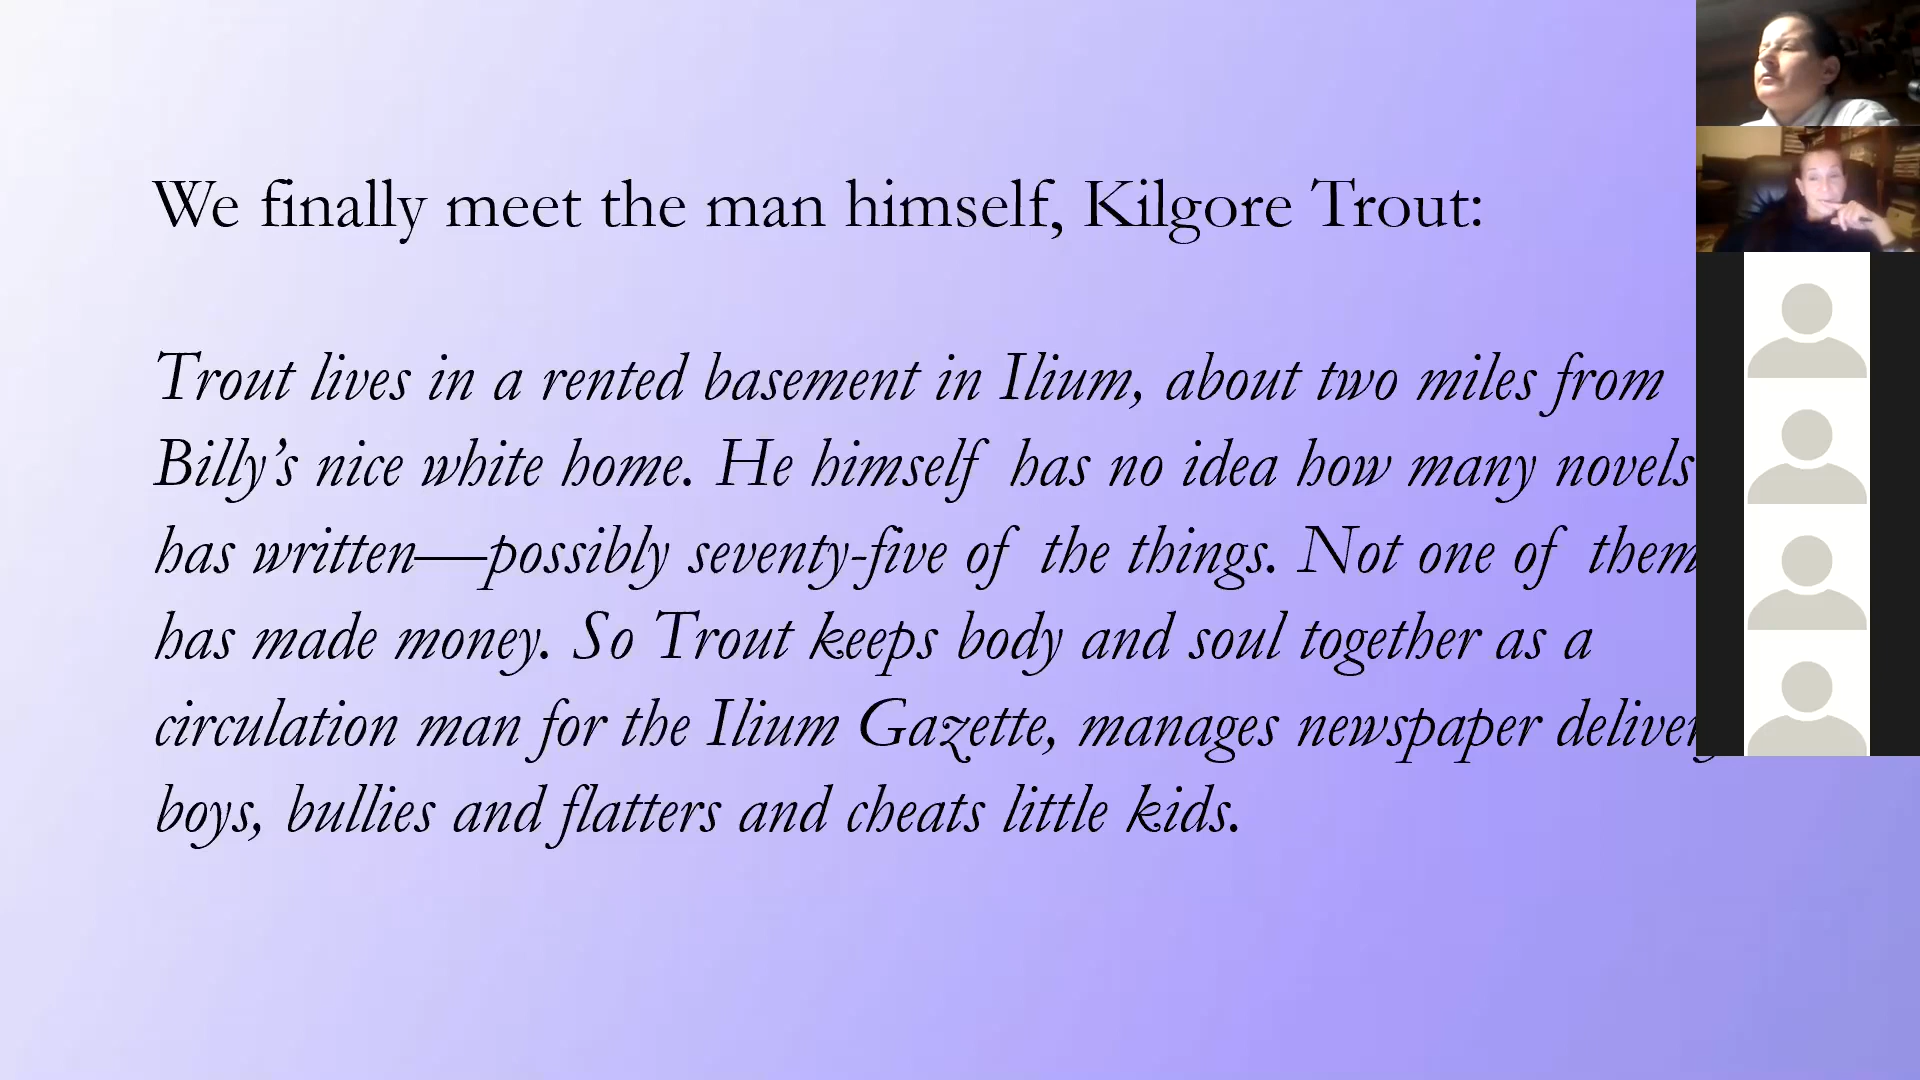 We finally meet the man himself, Kilgore Trout:
Trout lives in a rented basement in Ilium, about two miles from
Billy’s nice white home. He himself has no idea how many novels
has written—possibly seventy-five of the things. Not one of them
has made money. So Trout keeps body and soul together as a
circulation man for the Ilium Gazette, manages newspaper delivery
boys, bullies and flatters and cheats little kids.